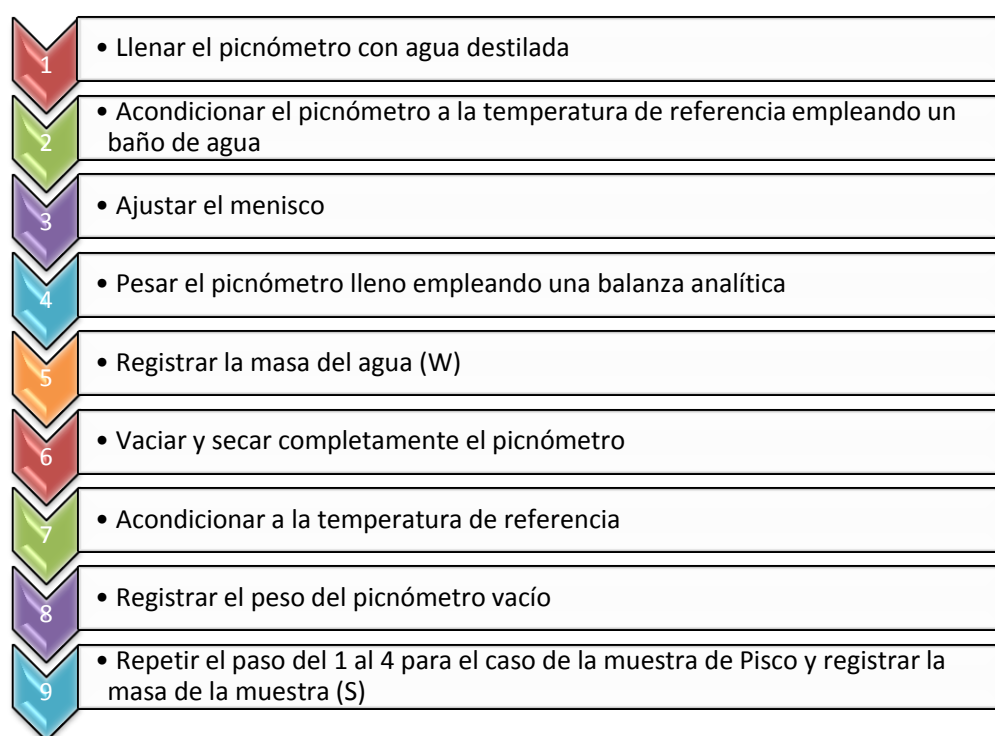 1
• Llenar el picnómetro con agua destilada
2
• Acondicionar el picnómetro a la temperatura de referencia empleando un
baño de agua
3
• Ajustar el menisco
4
• Pesar el picnómetro lleno empleando una balanza analítica
5
• Registrar la masa del agua (W)
6
• Vaciar y secar completamente el picnómetro
7
• Acondicionar a la temperatura de referencia
8
• Registrar el peso del picnómetro vacío
9
• Repetir el paso del 1 al 4 para el caso de la muestra de Pisco y registrar la
masa de la muestra (S)